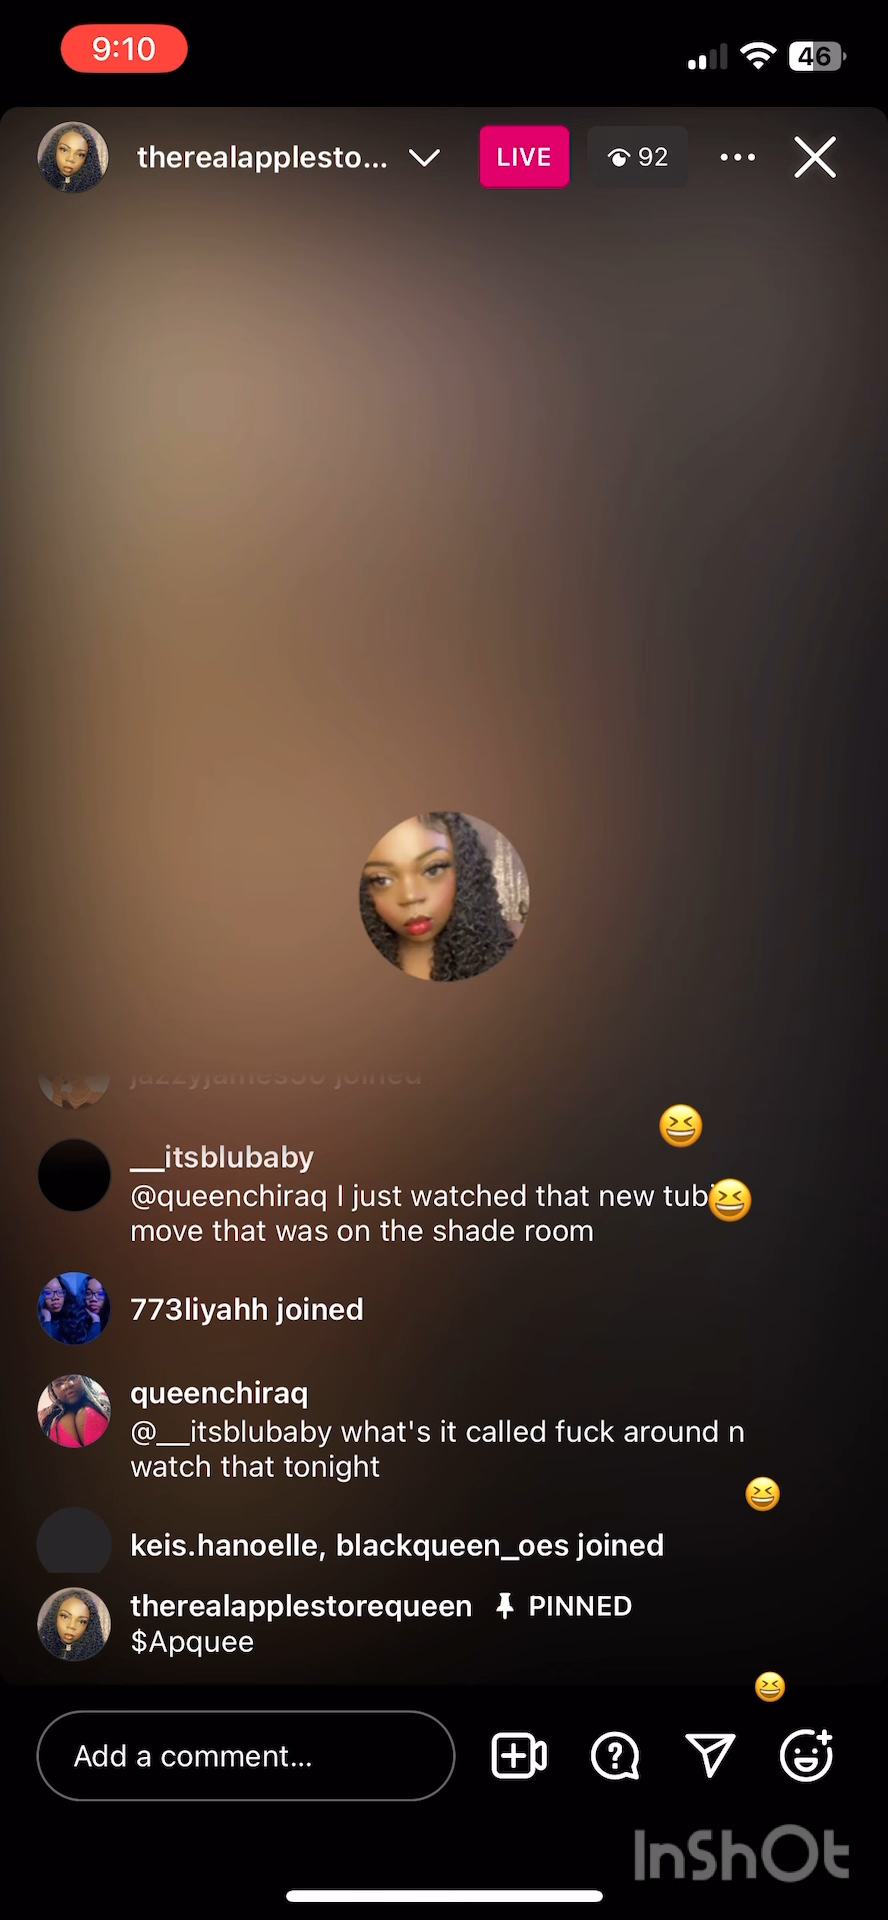 9:10
46
therealapplesto...
LIVE
92
jazzyjames30 joined
__itsblubaby
@queenchiraq I just watched that new tub
move that was on the shade room
773liyahh joined
queenchiraq
@__itsblubaby what's it called fuck around n
watch that tonight
keis.hanoelle, blackqueen_oes joined
therealapplestorequeen PINNED
$Apquee
Add a comment...
InShOt